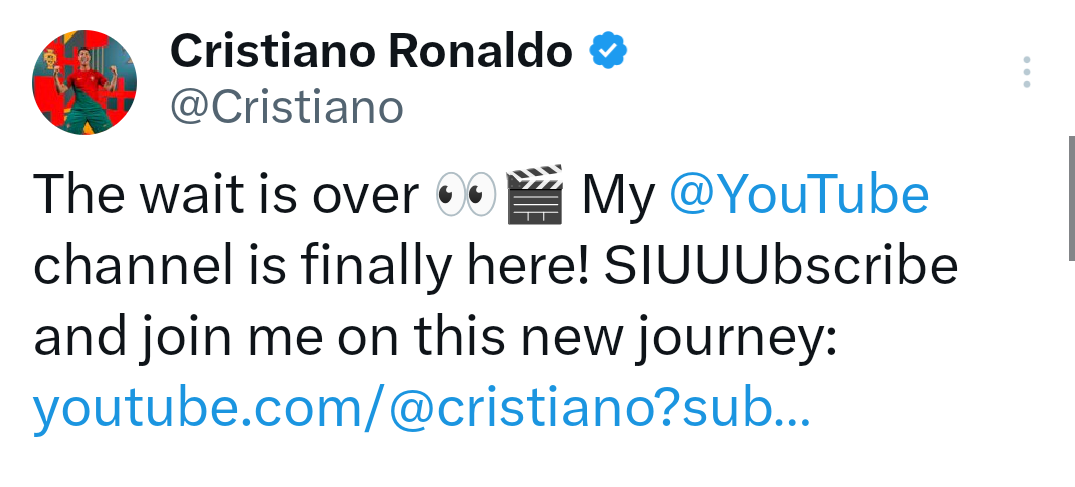 Cristiano Ronaldo
@Cristiano
The wait is over 👀🎬 My @YouTube
channel is finally here! SIUUUbscribe
and join me on this new journey:
youtube.com/@cristiano?sub...